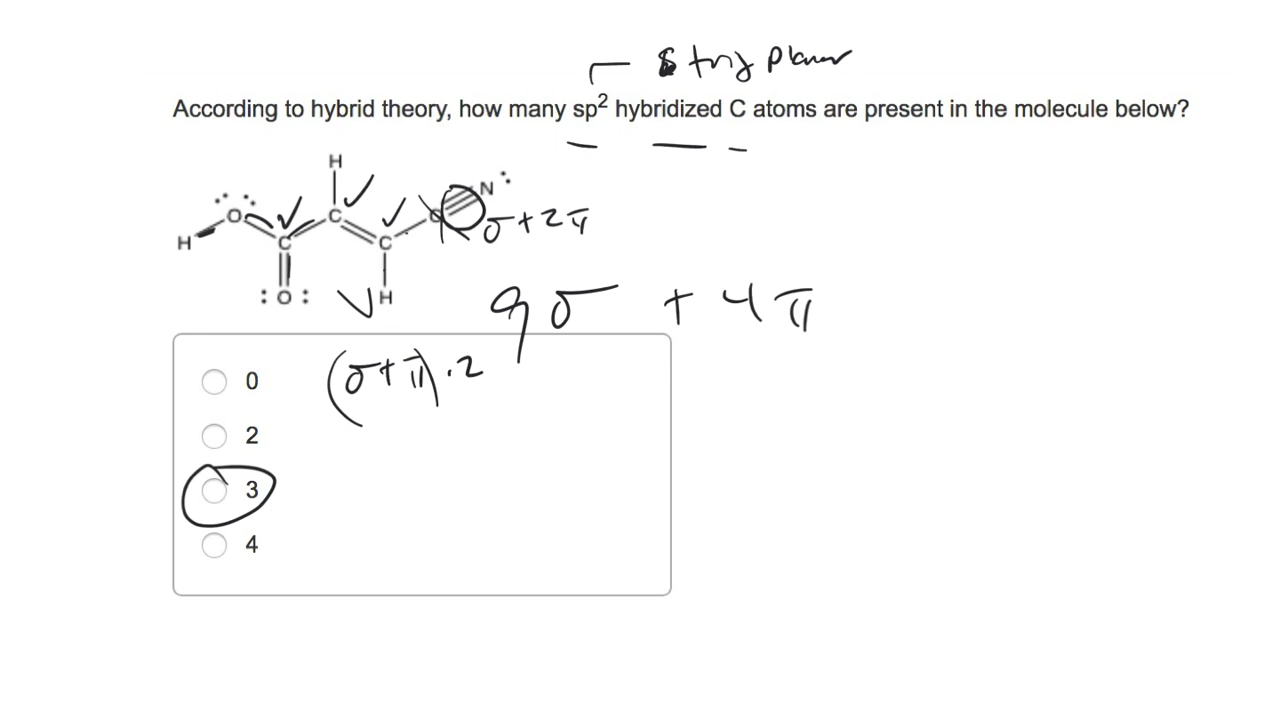 trig planar
According to hybrid theory, how many sp² hybridized C atoms are present in the molecule below?
H
N:
O
C
C
C
H
:O:
H
σ+2π
9σ + 4π
(σ+π)·2
0
2
3
4